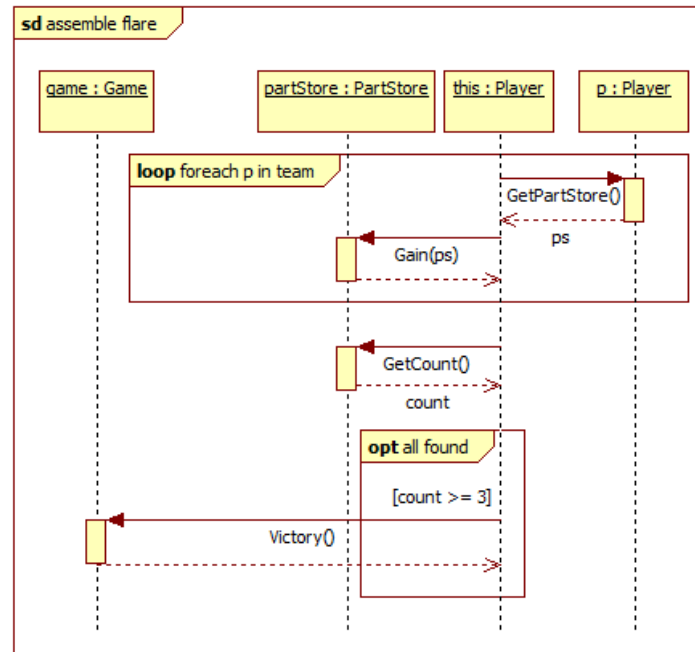 sd assemble flare
game : Game
partStore : PartStore
this : Player
p : Player
loop foreach p in team
GetPartStore()
ps
Gain(ps)
GetCount()
count
opt all found
[count >= 3]
Victory()